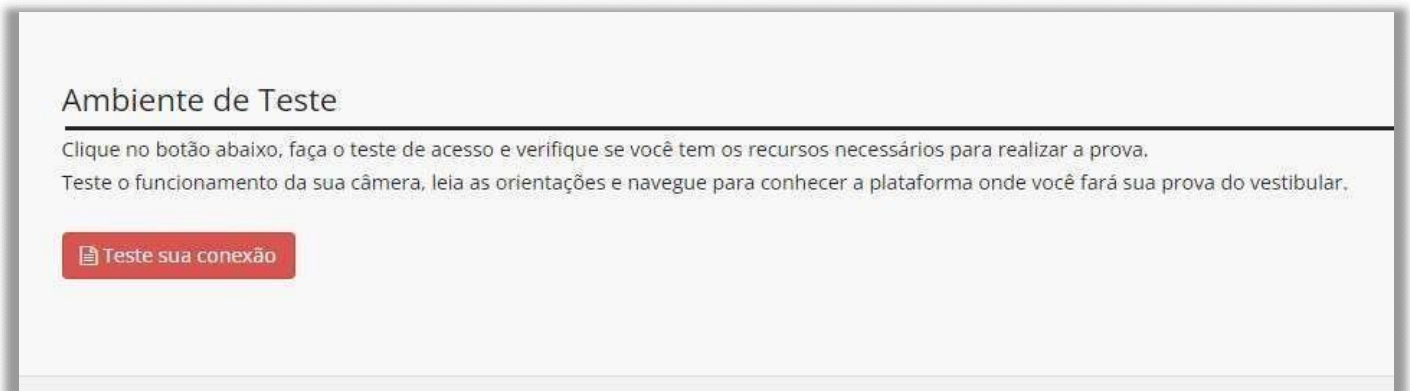 Ambiente de Teste
Clique no botão abaixo, faça o teste de acesso e verifique se você tem os recursos necessários para realizar a prova.
Teste o funcionamento da sua câmera, leia as orientações e navegue para conhecer a plataforma onde você fará sua prova do vestibular.
Teste sua conexão